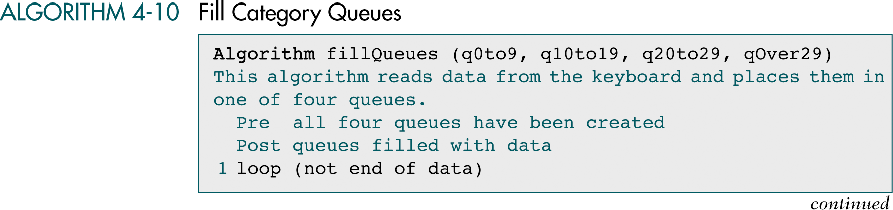 ALGORITHM 4-10 Fill Category Queues
Algorithm fillQueues (q0to9, q10to19, q20to29, qOver29)
This algorithm reads data from the keyboard and places them in
one of four queues.
Pre all four queues have been created
Post queues filled with data
1 loop (not end of data)
continued